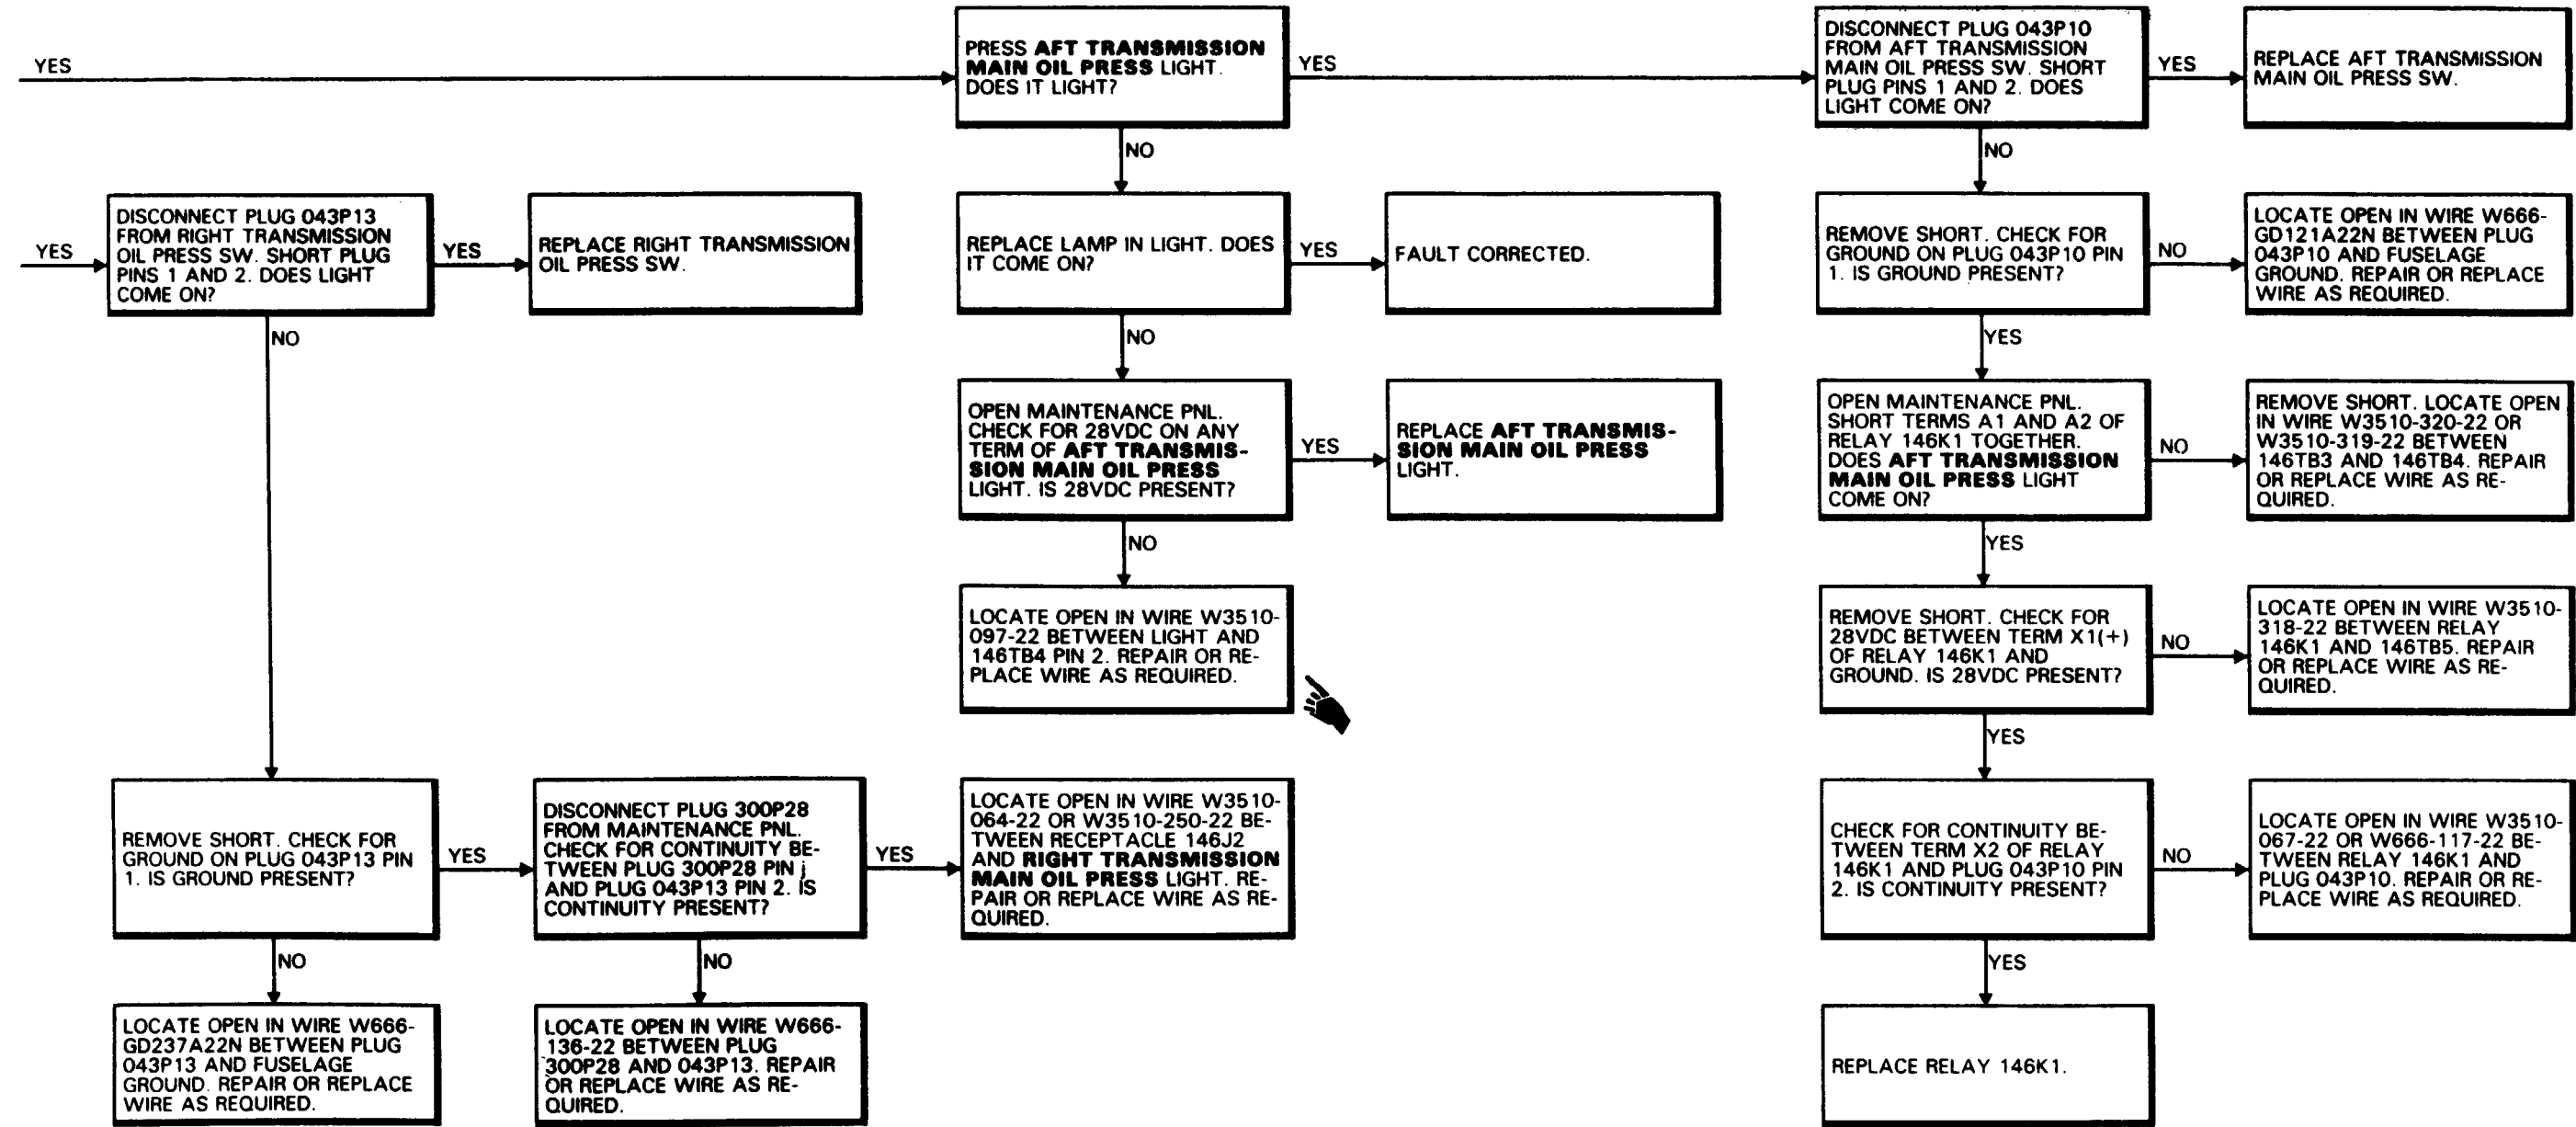 YES
PRESS AFT TRANSMISSION
MAIN OIL PRESS LIGHT.
DOES IT LIGHT?
YES
DISCONNECT PLUG 043P10
FROM AFT TRANSMISSION
MAIN OIL PRESS SW. SHORT
PLUG PINS 1 AND 2. DOES
LIGHT COME ON?
YES
REPLACE AFT TRANSMISSION
MAIN OIL PRESS SW.
NO
NO
YES
DISCONNECT PLUG 043P13
FROM RIGHT TRANSMISSION
OIL PRESS SW. SHORT PLUG
PINS 1 AND 2. DOES LIGHT
COME ON?
YES
REPLACE RIGHT TRANSMISSION
OIL PRESS SW.
REPLACE LAMP IN LIGHT. DOES
IT COME ON?
YES
FAULT CORRECTED.
REMOVE SHORT. CHECK FOR
GROUND ON PLUG 043P10 PIN
1. IS GROUND PRESENT?
NO
LOCATE OPEN IN WIRE W666-
GD121A22N BETWEEN PLUG
043P10 AND FUSELAGE
GROUND. REPAIR OR REPLACE
WIRE AS REQUIRED.
NO
NO
YES
OPEN MAINTENANCE PNL.
CHECK FOR 28VDC ON ANY
TERM OF AFT TRANSMIS-
SION MAIN OIL PRESS
LIGHT. IS 28VDC PRESENT?
YES
REPLACE AFT TRANSMIS-
SION MAIN OIL PRESS
LIGHT.
OPEN MAINTENANCE PNL.
SHORT TERMS A1 AND A2 OF
RELAY 146K1 TOGETHER.
DOES AFT TRANSMISSION
MAIN OIL PRESS LIGHT
COME ON?
NO
REMOVE SHORT. LOCATE OPEN
IN WIRE W3510-320-22 OR
W3510-319-22 BETWEEN
146TB3 AND 146TB4. REPAIR
OR REPLACE WIRE AS RE-
QUIRED.
NO
YES
LOCATE OPEN IN WIRE W3510-
097-22 BETWEEN LIGHT AND
146TB4 PIN 2. REPAIR OR RE-
PLACE WIRE AS REQUIRED.
REMOVE SHORT. CHECK FOR
28VDC BETWEEN TERM X1(+)
OF RELAY 146K1 AND
GROUND. IS 28VDC PRESENT?
NO
LOCATE OPEN IN WIRE W3510-
318-22 BETWEEN RELAY
146K1 AND 146TB5. REPAIR
OR REPLACE WIRE AS RE-
QUIRED.
YES
REMOVE SHORT. CHECK FOR
GROUND ON PLUG 043P13 PIN
1. IS GROUND PRESENT?
YES
DISCONNECT PLUG 300P28
FROM MAINTENANCE PNL.
CHECK FOR CONTINUITY BE-
TWEEN PLUG 300P28 PIN j
AND PLUG 043P13 PIN 2. IS
CONTINUITY PRESENT?
YES
LOCATE OPEN IN WIRE W3510-
064-22 OR W3510-250-22 BE-
TWEEN RECEPTACLE 146J2
AND RIGHT TRANSMISSION
MAIN OIL PRESS LIGHT. RE-
PAIR OR REPLACE WIRE AS RE-
QUIRED.
CHECK FOR CONTINUITY BE-
TWEEN TERM X2 OF RELAY
146K1 AND PLUG 043P10 PIN
2. IS CONTINUITY PRESENT?
NO
LOCATE OPEN IN WIRE W3510-
067-22 OR W666-117-22 BE-
TWEEN RELAY 146K1 AND
PLUG 043P10. REPAIR OR RE-
PLACE WIRE AS REQUIRED.
NO
NO
YES
LOCATE OPEN IN WIRE W666-
GD237A22N BETWEEN PLUG
043P13 AND FUSELAGE
GROUND. REPAIR OR REPLACE
WIRE AS REQUIRED.
LOCATE OPEN IN WIRE W666-
136-22 BETWEEN PLUG
300P28 AND 043P13. REPAIR
OR REPLACE WIRE AS RE-
QUIRED.
REPLACE RELAY 146K1.